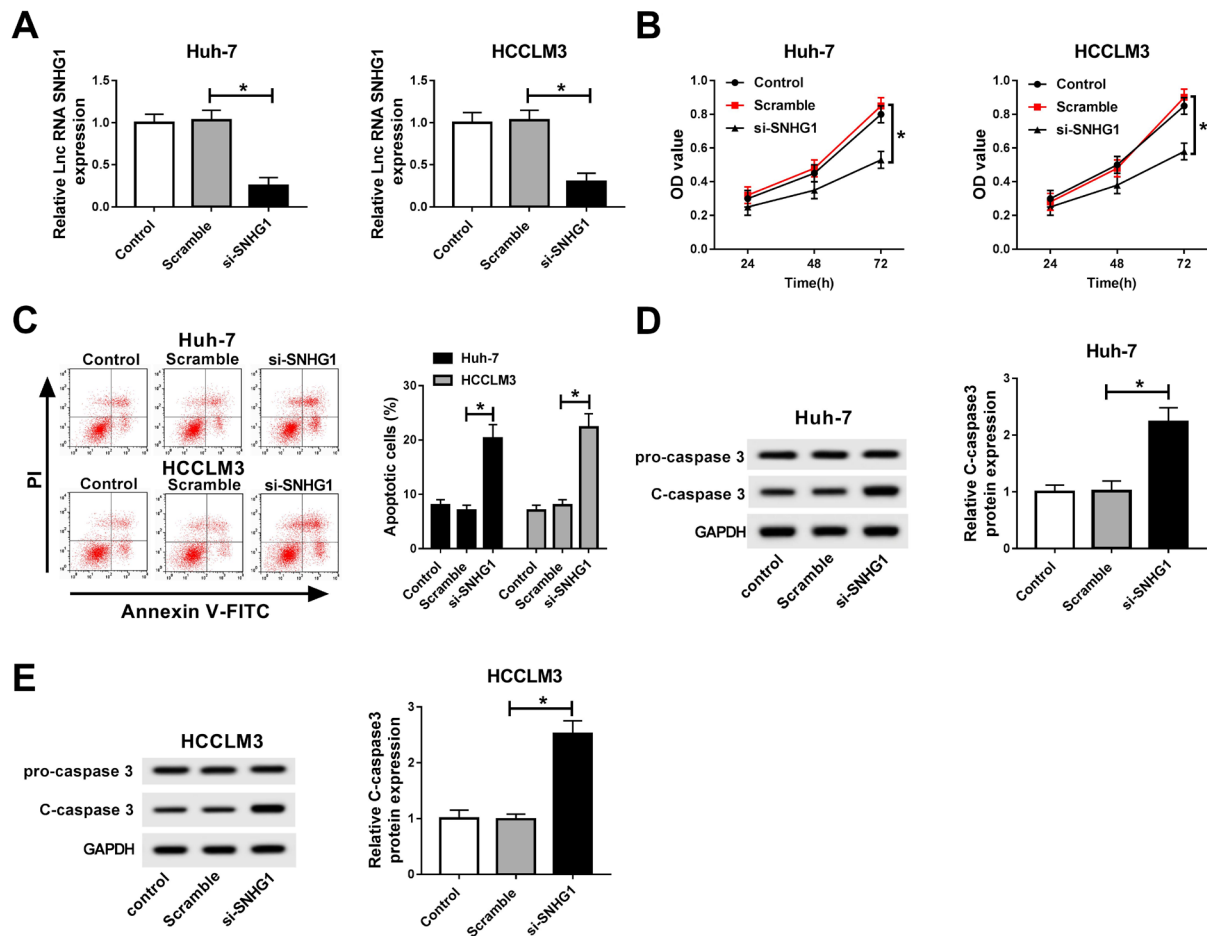 A
Huh-7
Relative Lnc RNA SNHG1
expression
1.5
1.0
0.5
0.0
*
Control
Scramble
si-SNHG1
HCCLM3
Relative Lnc RNA SNHG1
expression
1.5
1.0
0.5
0.0
*
Control
Scramble
si-SNHG1
B
Huh-7
OD value
1.0
0.8
0.6
0.4
0.2
0
Control
Scramble
si-SNHG1
*
24
48
72
Time(h)
HCCLM3
OD value
1.0
0.8
0.6
0.4
0.2
0
Control
Scramble
si-SNHG1
*
24
48
72
Time(h)
C
Huh-7
Control
Scramble
si-SNHG1
HCCLM3
Control
Scramble
si-SNHG1
PI
Annexin V-FITC
Huh-7
HCCLM3
Apoptotic cells (%)
30
20
10
0
*
*
Control
Scramble
si-SNHG1
Control
Scramble
si-SNHG1
D
Huh-7
pro-caspase 3
C-caspase 3
GAPDH
control
Scramble
si-SNHG1
Huh-7
Relative C-caspase3
protein expression
3
2
1
0
*
Control
Scramble
si-SNHG1
E
HCCLM3
pro-caspase 3
C-caspase 3
GAPDH
control
Scramble
si-SNHG1
HCCLM3
Relative C-caspase3
protein expression
3
2
1
0
*
Control
Scramble
si-SNHG1